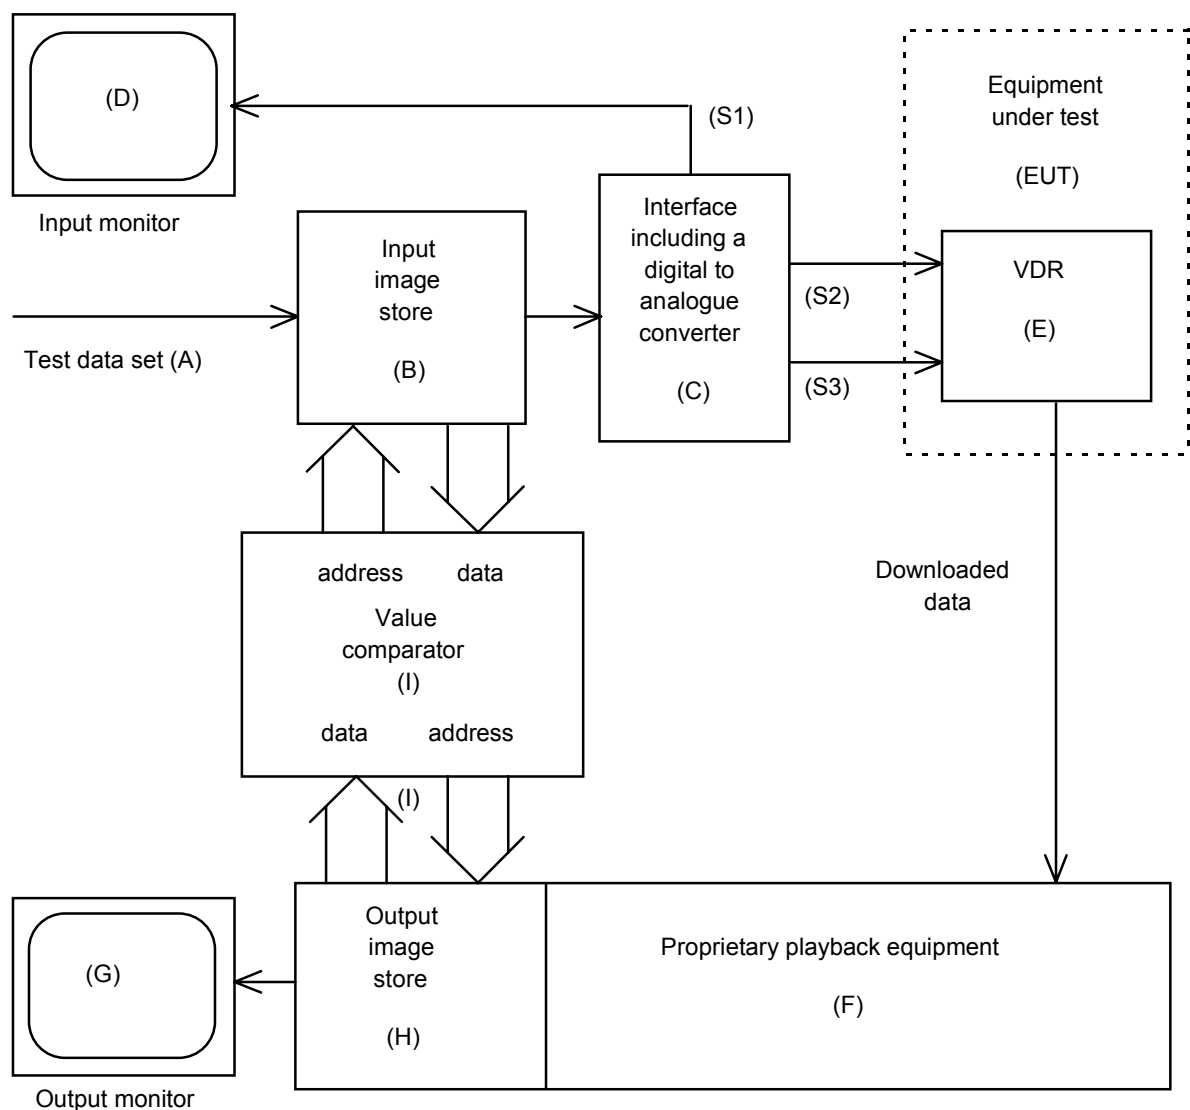 (D)
Input monitor
(S1)
Equipment
under test
(EUT)
Interface
including a
digital to
analogue
converter
(C)
Input
image
store
(B)
Test data set (A)
(S2)
(S3)
VDR
(E)
address data
Value
comparator
(I)
data address
(I)
Downloaded
data
Output
image
store
(H)
Proprietary playback equipment
(F)
(G)
Output monitor